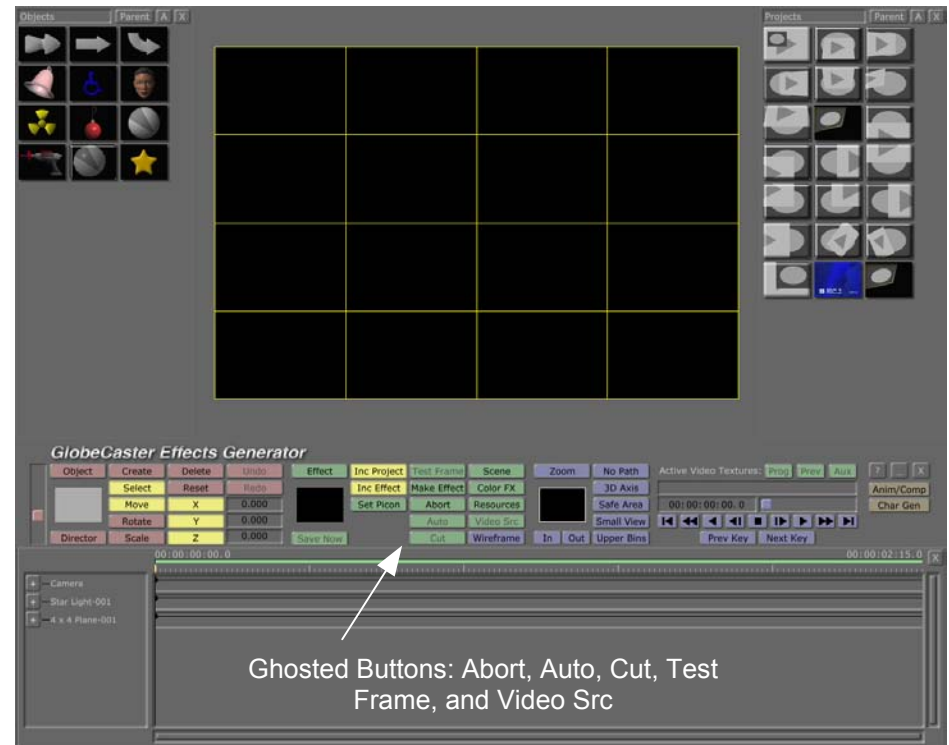 Objects Parent A X
Projects Parent A X
GlobeCaster Effects Generator
Object Create Delete Undo Effect Inc Project Test Frame Scene Zoom No Path Active Video Textures: Prog Prev Aux ? _ X
Select Reset Redo Inc Effect Make Effect Color FX 3D Axis Anim/Comp
Move X 0.000 Set Picon Abort Resources Safe Area 00:00:00:00.0 Char Gen
Rotate Y 0.000 Auto Video Src Small View
Director Scale Z 0.000 Save Now Cut Wireframe In Out Upper Bins Prev Key Next Key
00:00:00:00.0 00:00:02:15.0 X
+ Camera
+ Star Light-001
+ 4 x 4 Plane-001
Ghosted Buttons: Abort, Auto, Cut, Test
Frame, and Video Src